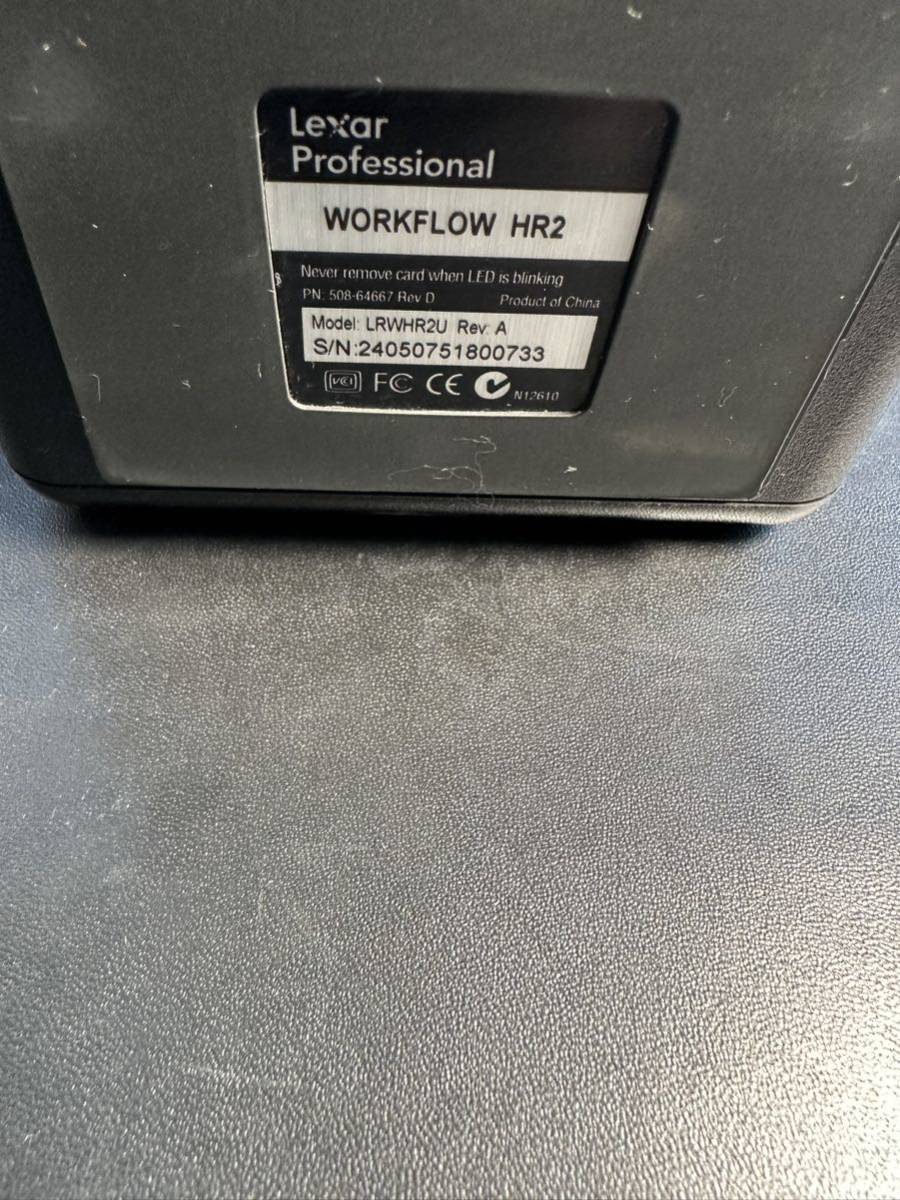 Lexar
Professional
WORKFLOW HR2
Never remove card when LED is blinking
PN: 508-64667 Rev D Product of China
Model: LRWHR2U Rev: A
S/N:24050751800733
VCI FC CE N12610